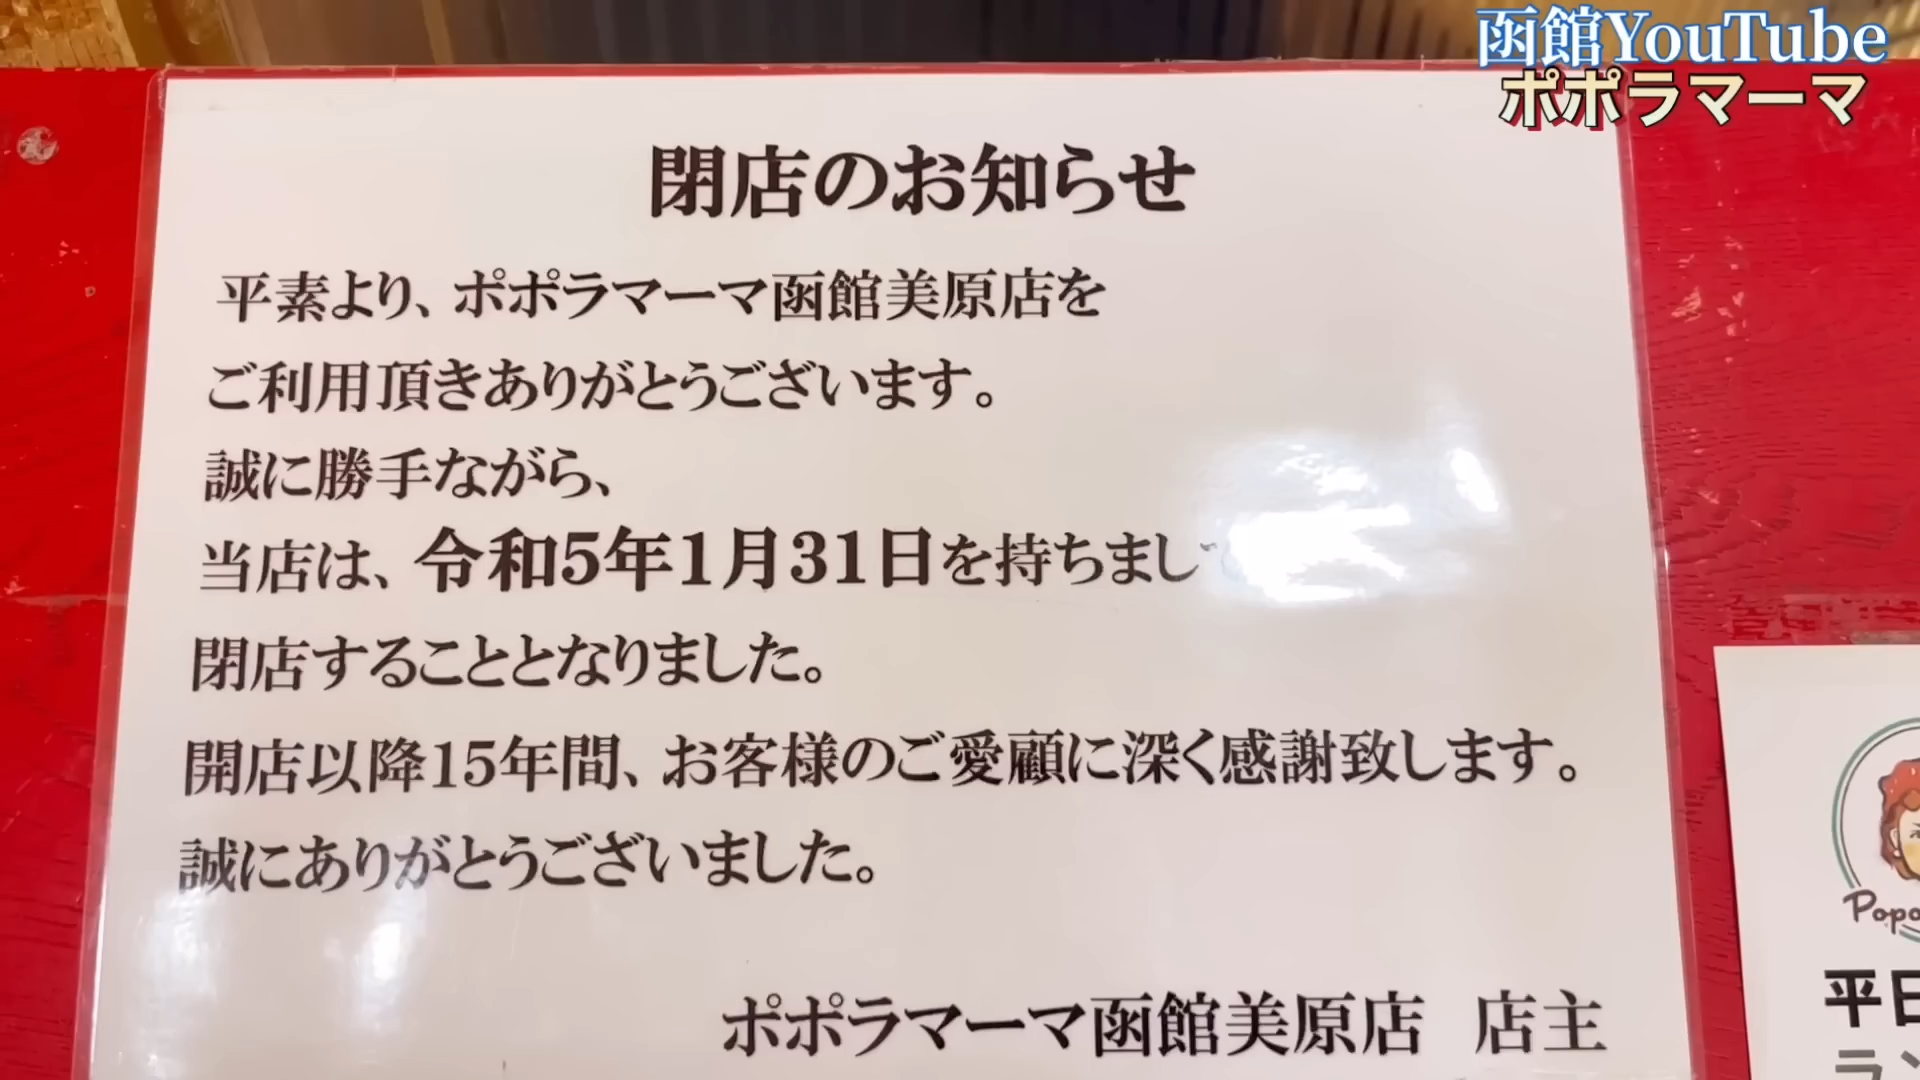 函館YouTube
ポポラマーマ
閉店のお知らせ
平素より、ポポラマーマ函館美原店を
ご利用頂きありがとうございます。
誠に勝手ながら、
当店は、令和5年1月31日を持ちまし
閉店することとなりました。
開店以降15年間、お客様のご愛顧に深く感謝致します。
誠にありがとうございました。
ポポラマーマ函館美原店 店主
Popo
平日
ラン